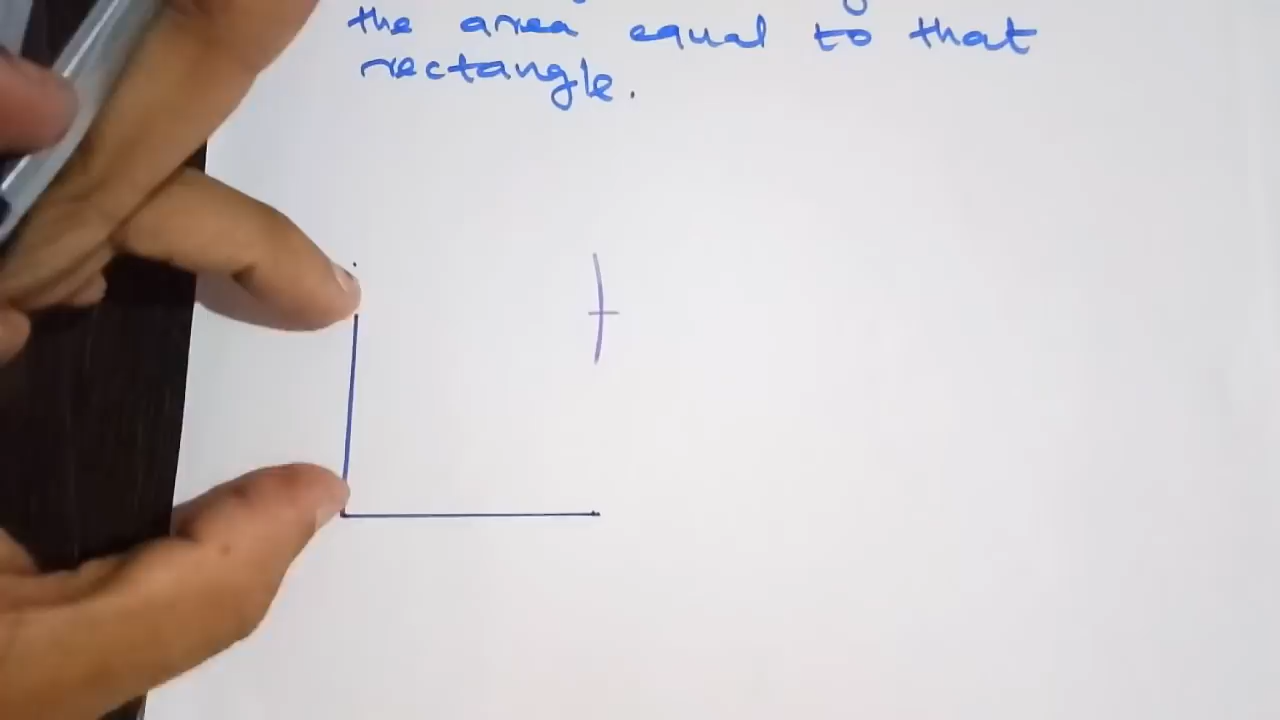 the area equal to that
rectangle.